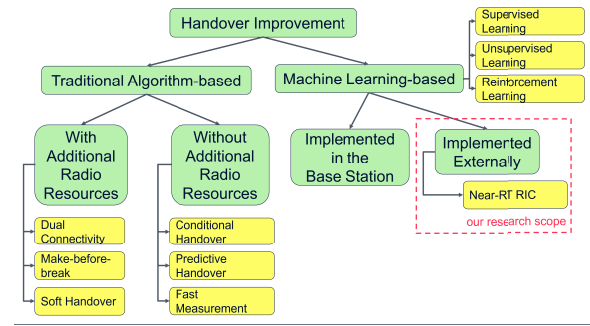 Handover Improvement
Supervised
Learning
Unsupervised
Learning
Reinforcement
Learning
Traditional Algorithm-based
Machine Learning-based
With
Additional
Radio
Resources
Without
Additional
Radio
Resources
Implemented
in the
Base Station
Implemented
Externally
Near-RT RIC
our research scope
Dual
Connectivity
Make-before-
break
Soft Handover
Conditional
Handover
Predictive
Handover
Fast
Measurement